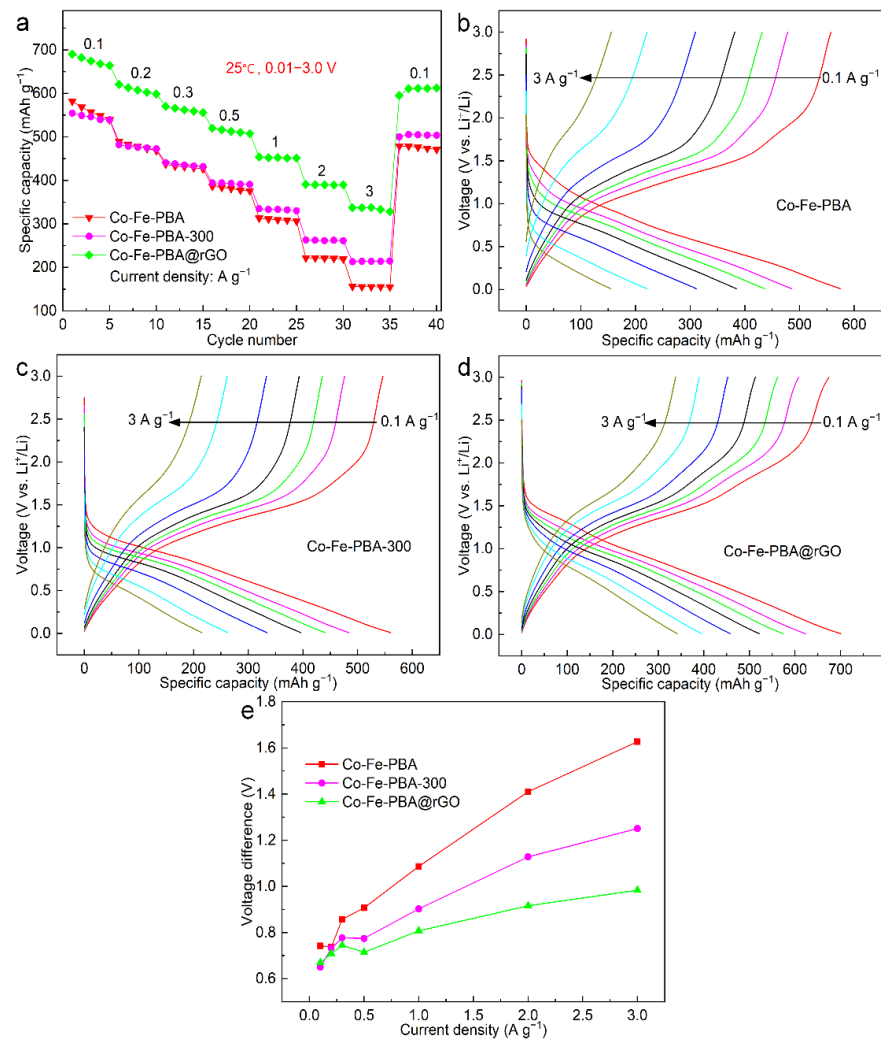 a
700
600
500
400
300
200
100
0.1
0.2
0.3
0.5
1
2
3
0.1
25℃, 0.01−3.0 V
Co-Fe-PBA
Co-Fe-PBA-300
Co-Fe-PBA@rGO
Current density: A g⁻¹
0 5 10 15 20 25 30 35 40
Cycle number
Specific capacity (mAh g⁻¹)
b
3.0
2.5
2.0
1.5
1.0
0.5
0.0
3 A g⁻¹
0.1 A g⁻¹
Co-Fe-PBA
0 100 200 300 400 500 600
Specific capacity (mAh g⁻¹)
Voltage (V vs. Li⁺/Li)
c
3.0
2.5
2.0
1.5
1.0
0.5
0.0
3 A g⁻¹
0.1 A g⁻¹
Co-Fe-PBA-300
0 100 200 300 400 500 600
Specific capacity (mAh g⁻¹)
Voltage (V vs. Li⁺/Li)
d
3.0
2.5
2.0
1.5
1.0
0.5
0.0
3 A g⁻¹
0.1 A g⁻¹
Co-Fe-PBA@rGO
0 100 200 300 400 500 600 700
Specific capacity (mAh g⁻¹)
Voltage (V vs. Li⁺/Li)
e
1.8
1.6
1.4
1.2
1.0
0.8
0.6
Co-Fe-PBA
Co-Fe-PBA-300
Co-Fe-PBA@rGO
0.0 0.5 1.0 1.5 2.0 2.5 3.0
Current density (A g⁻¹)
Voltage difference (V)